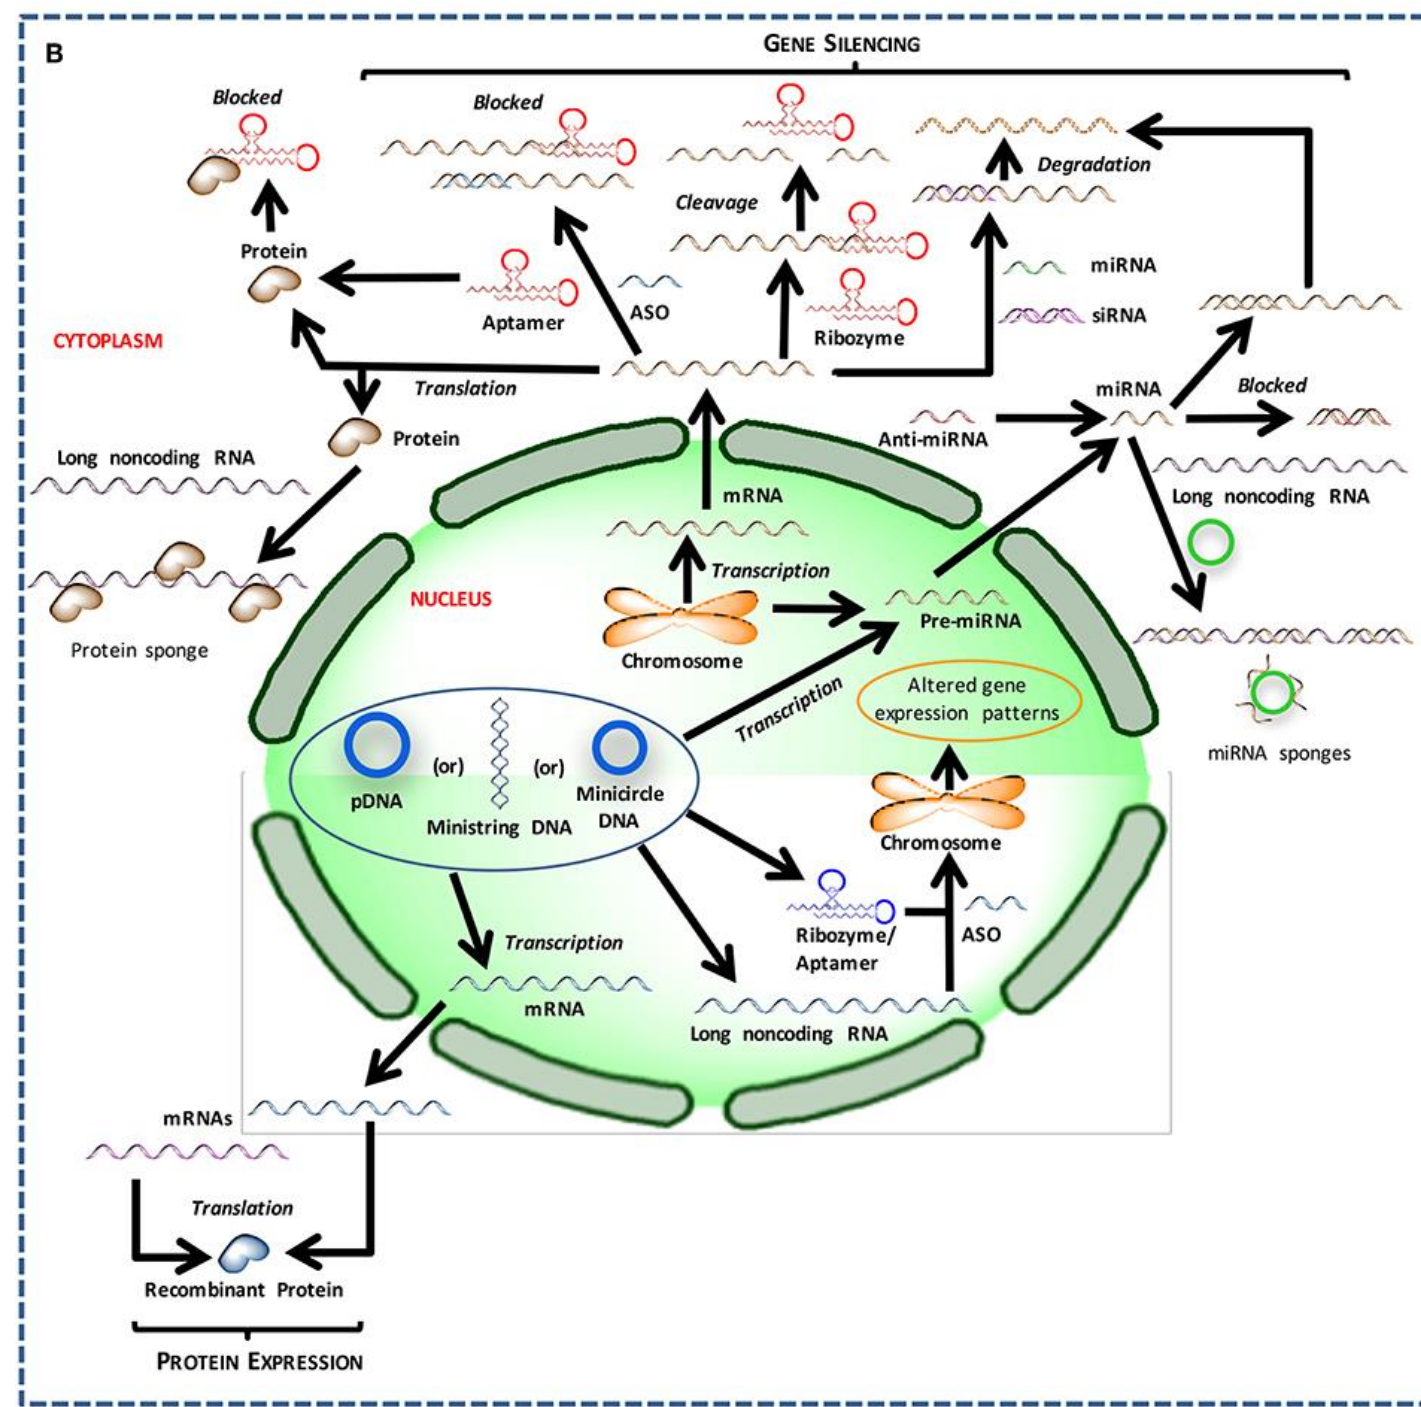 B
GENE SILENCING
Blocked
Blocked
Degradation
Cleavage
Protein
miRNA
Aptamer
ASO
siRNA
Ribozyme
CYTOPLASM
Translation
miRNA
Blocked
Anti-miRNA
Protein
Long noncoding RNA
Long noncoding RNA
mRNA
Transcription
NUCLEUS
Pre-miRNA
Chromosome
Protein sponge
Altered gene
expression patterns
Transcription
miRNA sponges
(or)
(or)
pDNA
Minicircle
DNA
Ministring DNA
Chromosome
Ribozyme/
Aptamer
ASO
Transcription
mRNA
Long noncoding RNA
mRNAs
Translation
Recombinant Protein
PROTEIN EXPRESSION